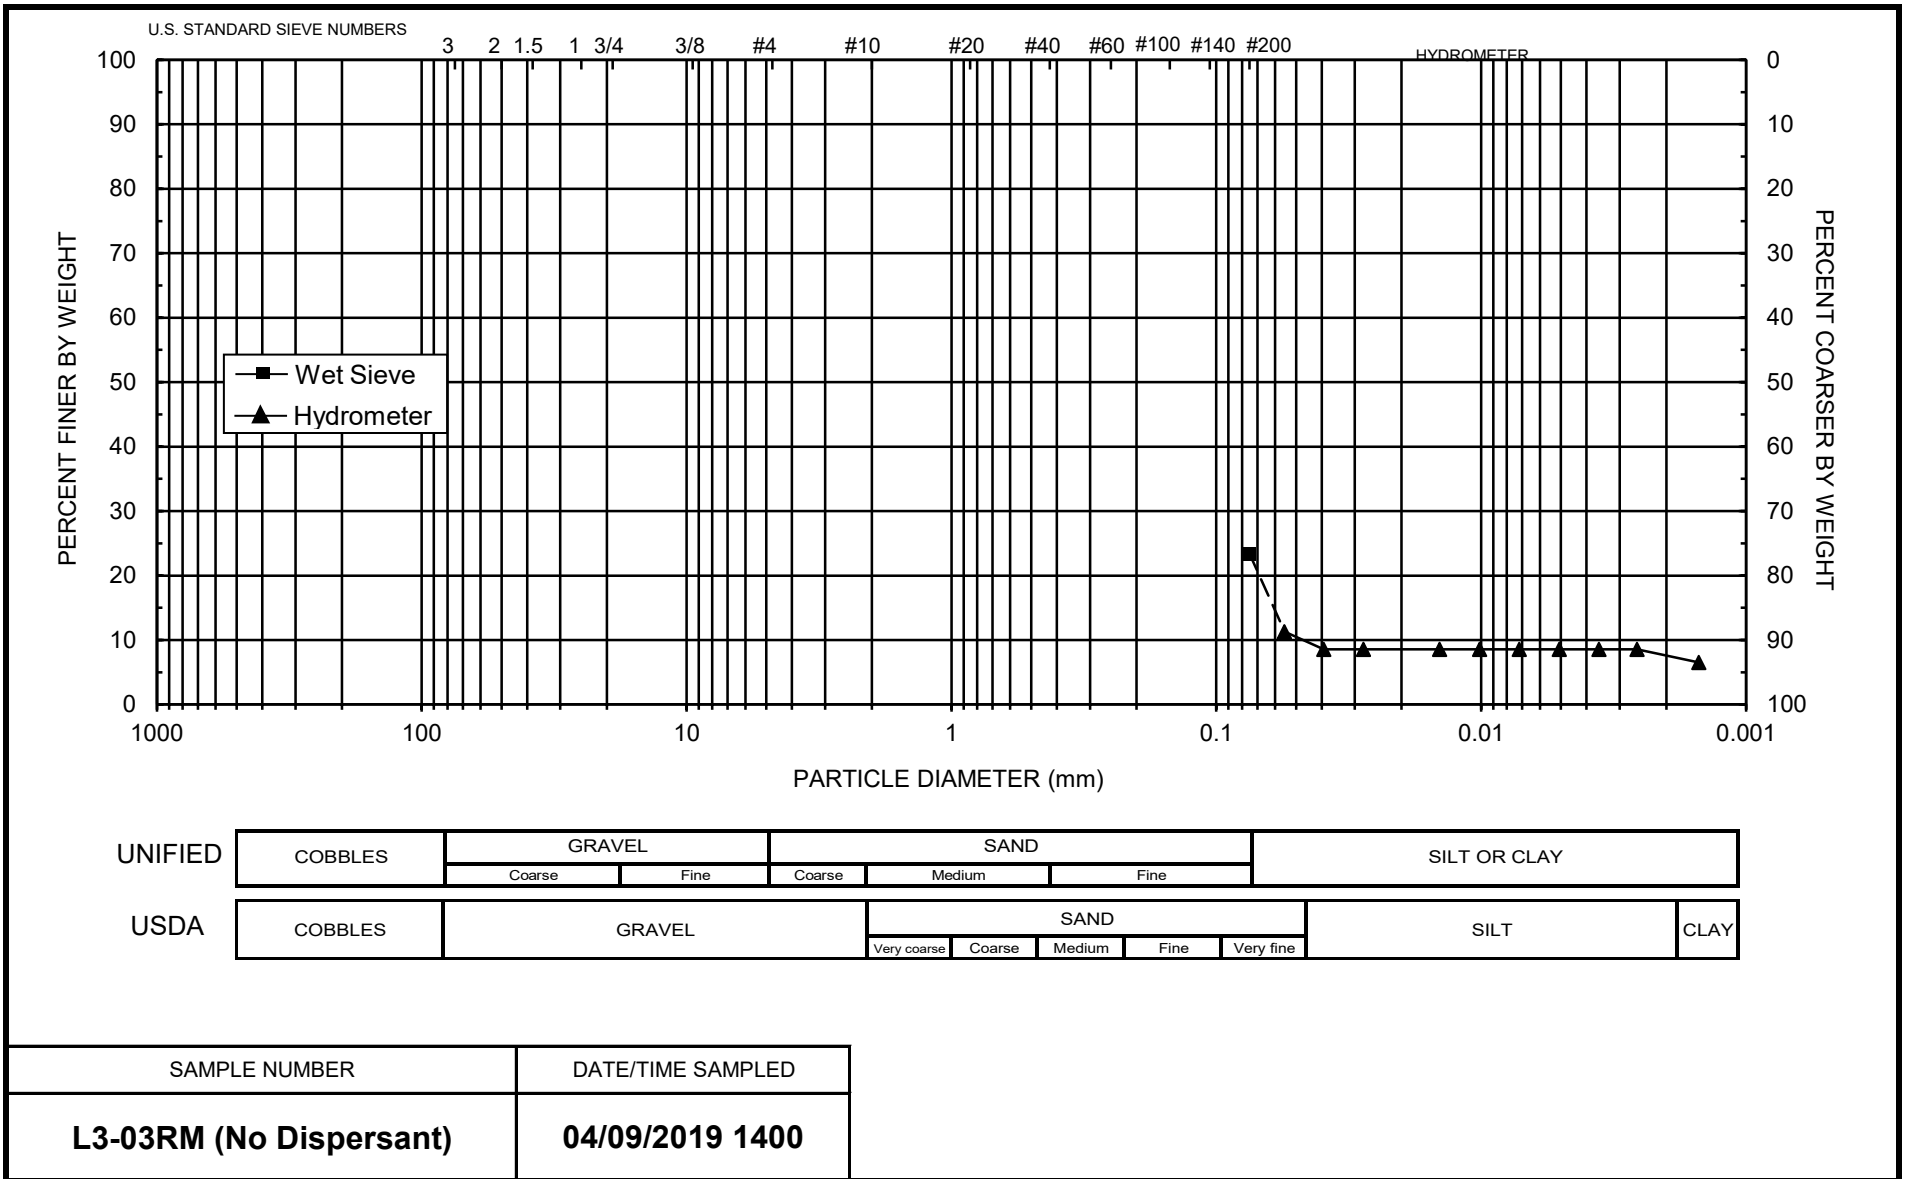 U.S. STANDARD SIEVE NUMBERS
3 2 1.5 1 3/4 3/8 #4 #10 #20 #40 #60 #100 #140 #200
HYDROMETER
100 0
90 10
80 20
70 30
60 40
50 50
40 60
30 70
20 80
10 90
0 100
PERCENT FINER BY WEIGHT
PERCENT COARSER BY WEIGHT
Wet Sieve
Hydrometer
1000 100 10 1 0.1 0.01 0.001
PARTICLE DIAMETER (mm)
UNIFIED
COBBLES GRAVEL SAND SILT OR CLAY
Coarse Fine Coarse Medium Fine
USDA
COBBLES GRAVEL SAND SILT CLAY
Very coarse Coarse Medium Fine Very fine
SAMPLE NUMBER DATE/TIME SAMPLED
L3-03RM (No Dispersant) 04/09/2019 1400